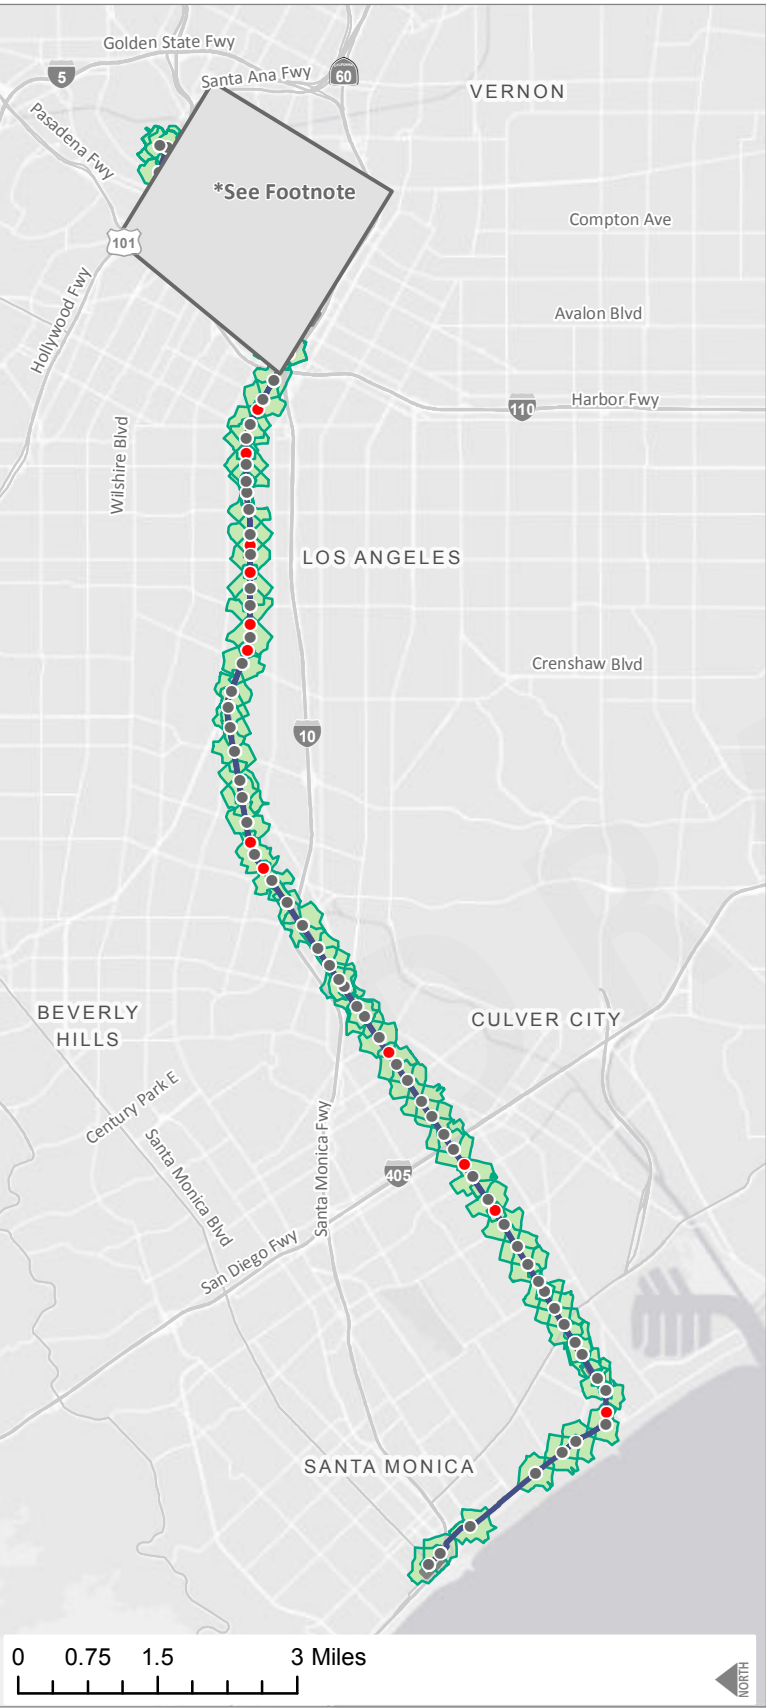 Golden State Fwy
5
Santa Ana Fwy
60
VERNON
Pasadena Fwy
*See Footnote
Compton Ave
101
Hollywood Fwy
Avalon Blvd
Harbor Fwy
110
Wilshire Blvd
LOS ANGELES
Crenshaw Blvd
10
BEVERLY
HILLS
CULVER CITY
Century Park E
Santa Monica Blvd
Santa Monica Fwy
405
San Diego Fwy
SANTA MONICA
0 0.75 1.5 3 Miles
NORTH